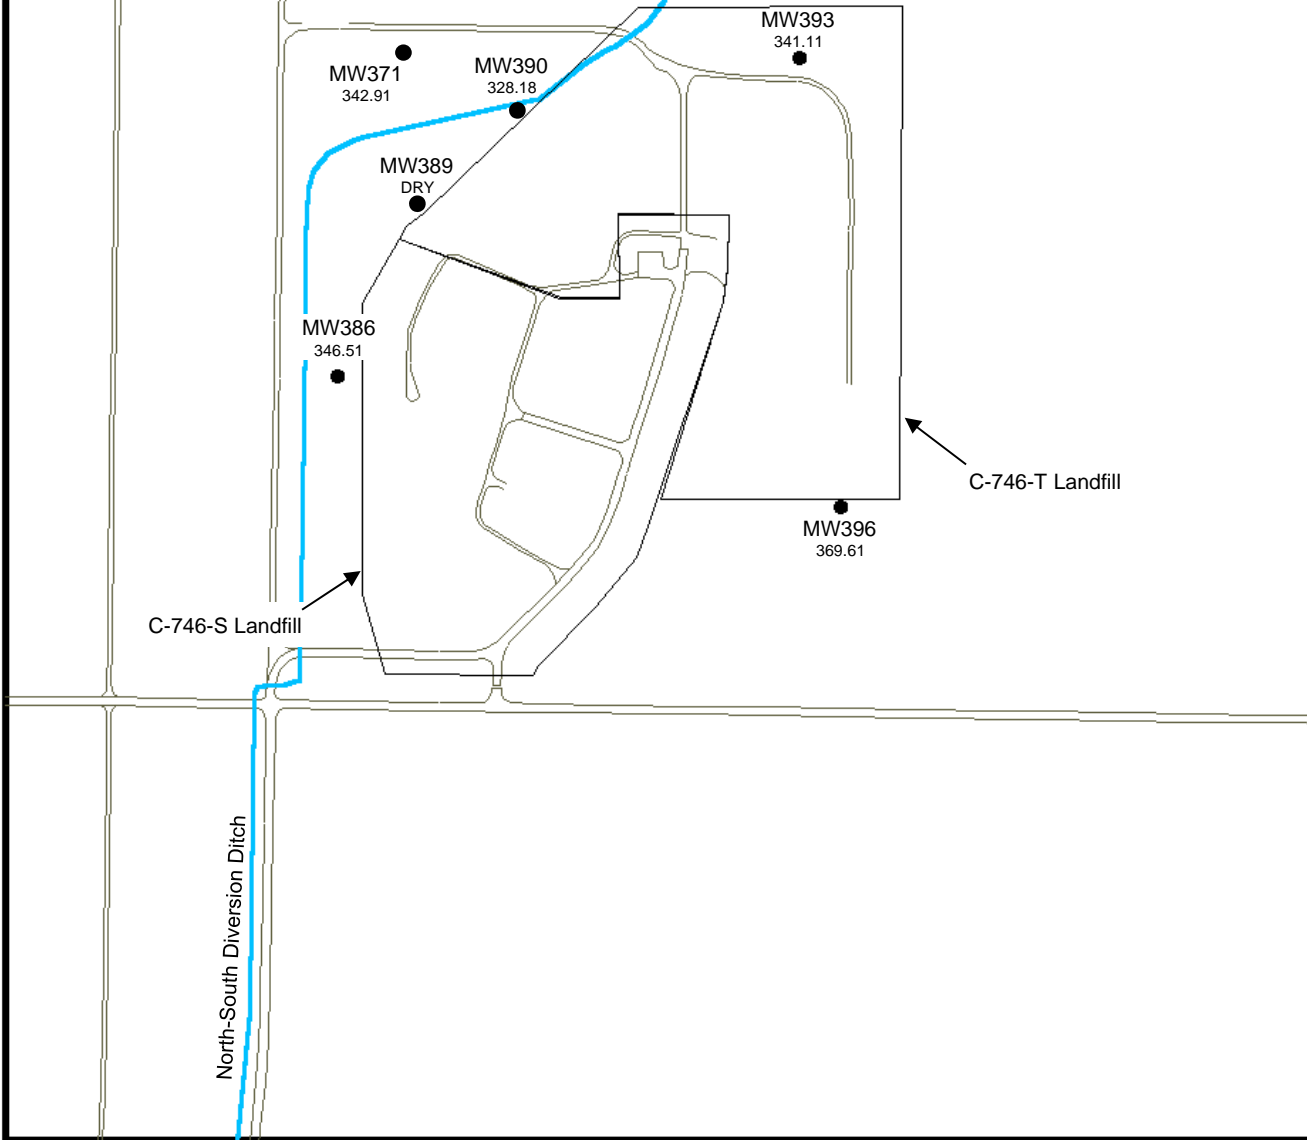 MW393
341.11
MW371
342.91
MW390
328.18
MW389
DRY
MW386
346.51
C-746-T Landfill
MW396
369.61
C-746-S Landfill
North-South Diversion Ditch